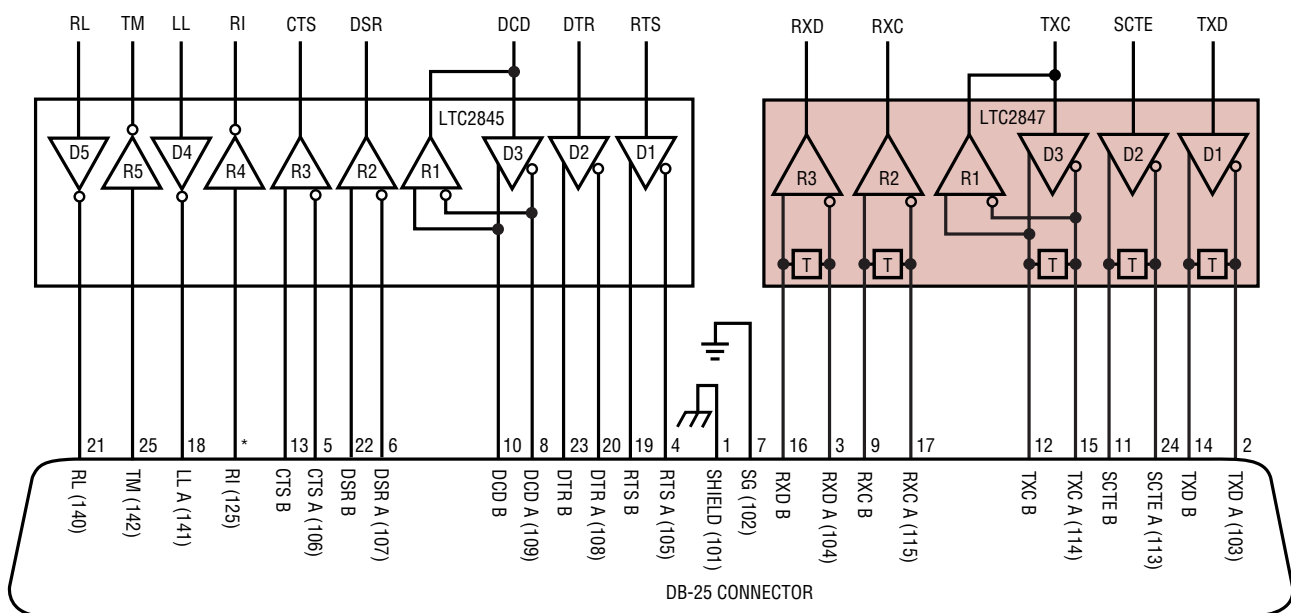 RL TM LL RI CTS DSR DCD DTR RTS RXD RXC TXC SCTE TXD
LTC2845 LTC2847
D5 R5 D4 R4 R3 R2 R1 D3 D2 D1 R3 R2 R1 D3 D2 D1
T T T T T
21 25 18 * 13 5 22 6 10 8 23 20 19 4 1 7 16 3 9 17 12 15 11 24 14 2
RL (140)
TM (142)
LL A (141)
RI (125)
CTS B
CTS A (106)
DSR B
DSR A (107)
DCD B
DCD A (109)
DTR B
DTR A (108)
RTS B
RTS A (105)
SHIELD (101)
SG (102)
RXD B
RXD A (104)
RXC B
RXC A (115)
TXC B
TXC A (114)
SCTE B
SCTE A (113)
TXD B
TXD A (103)
DB-25 CONNECTOR